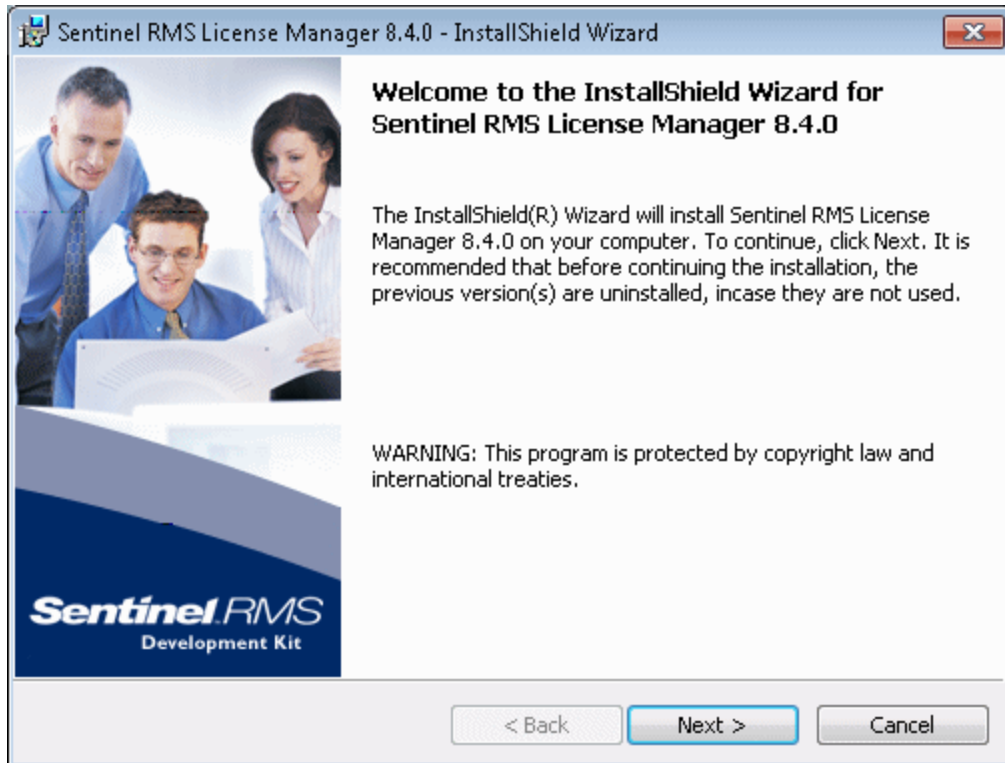 Sentinel RMS License Manager 8.4.0 - InstallShield Wizard
Welcome to the InstallShield Wizard for
Sentinel RMS License Manager 8.4.0
The InstallShield(R) Wizard will install Sentinel RMS License
Manager 8.4.0 on your computer. To continue, click Next. It is
recommended that before continuing the installation, the
previous version(s) are uninstalled, incase they are not used.
WARNING: This program is protected by copyright law and
international treaties.
Sentinel.RMS
Development Kit
< Back
Next >
Cancel